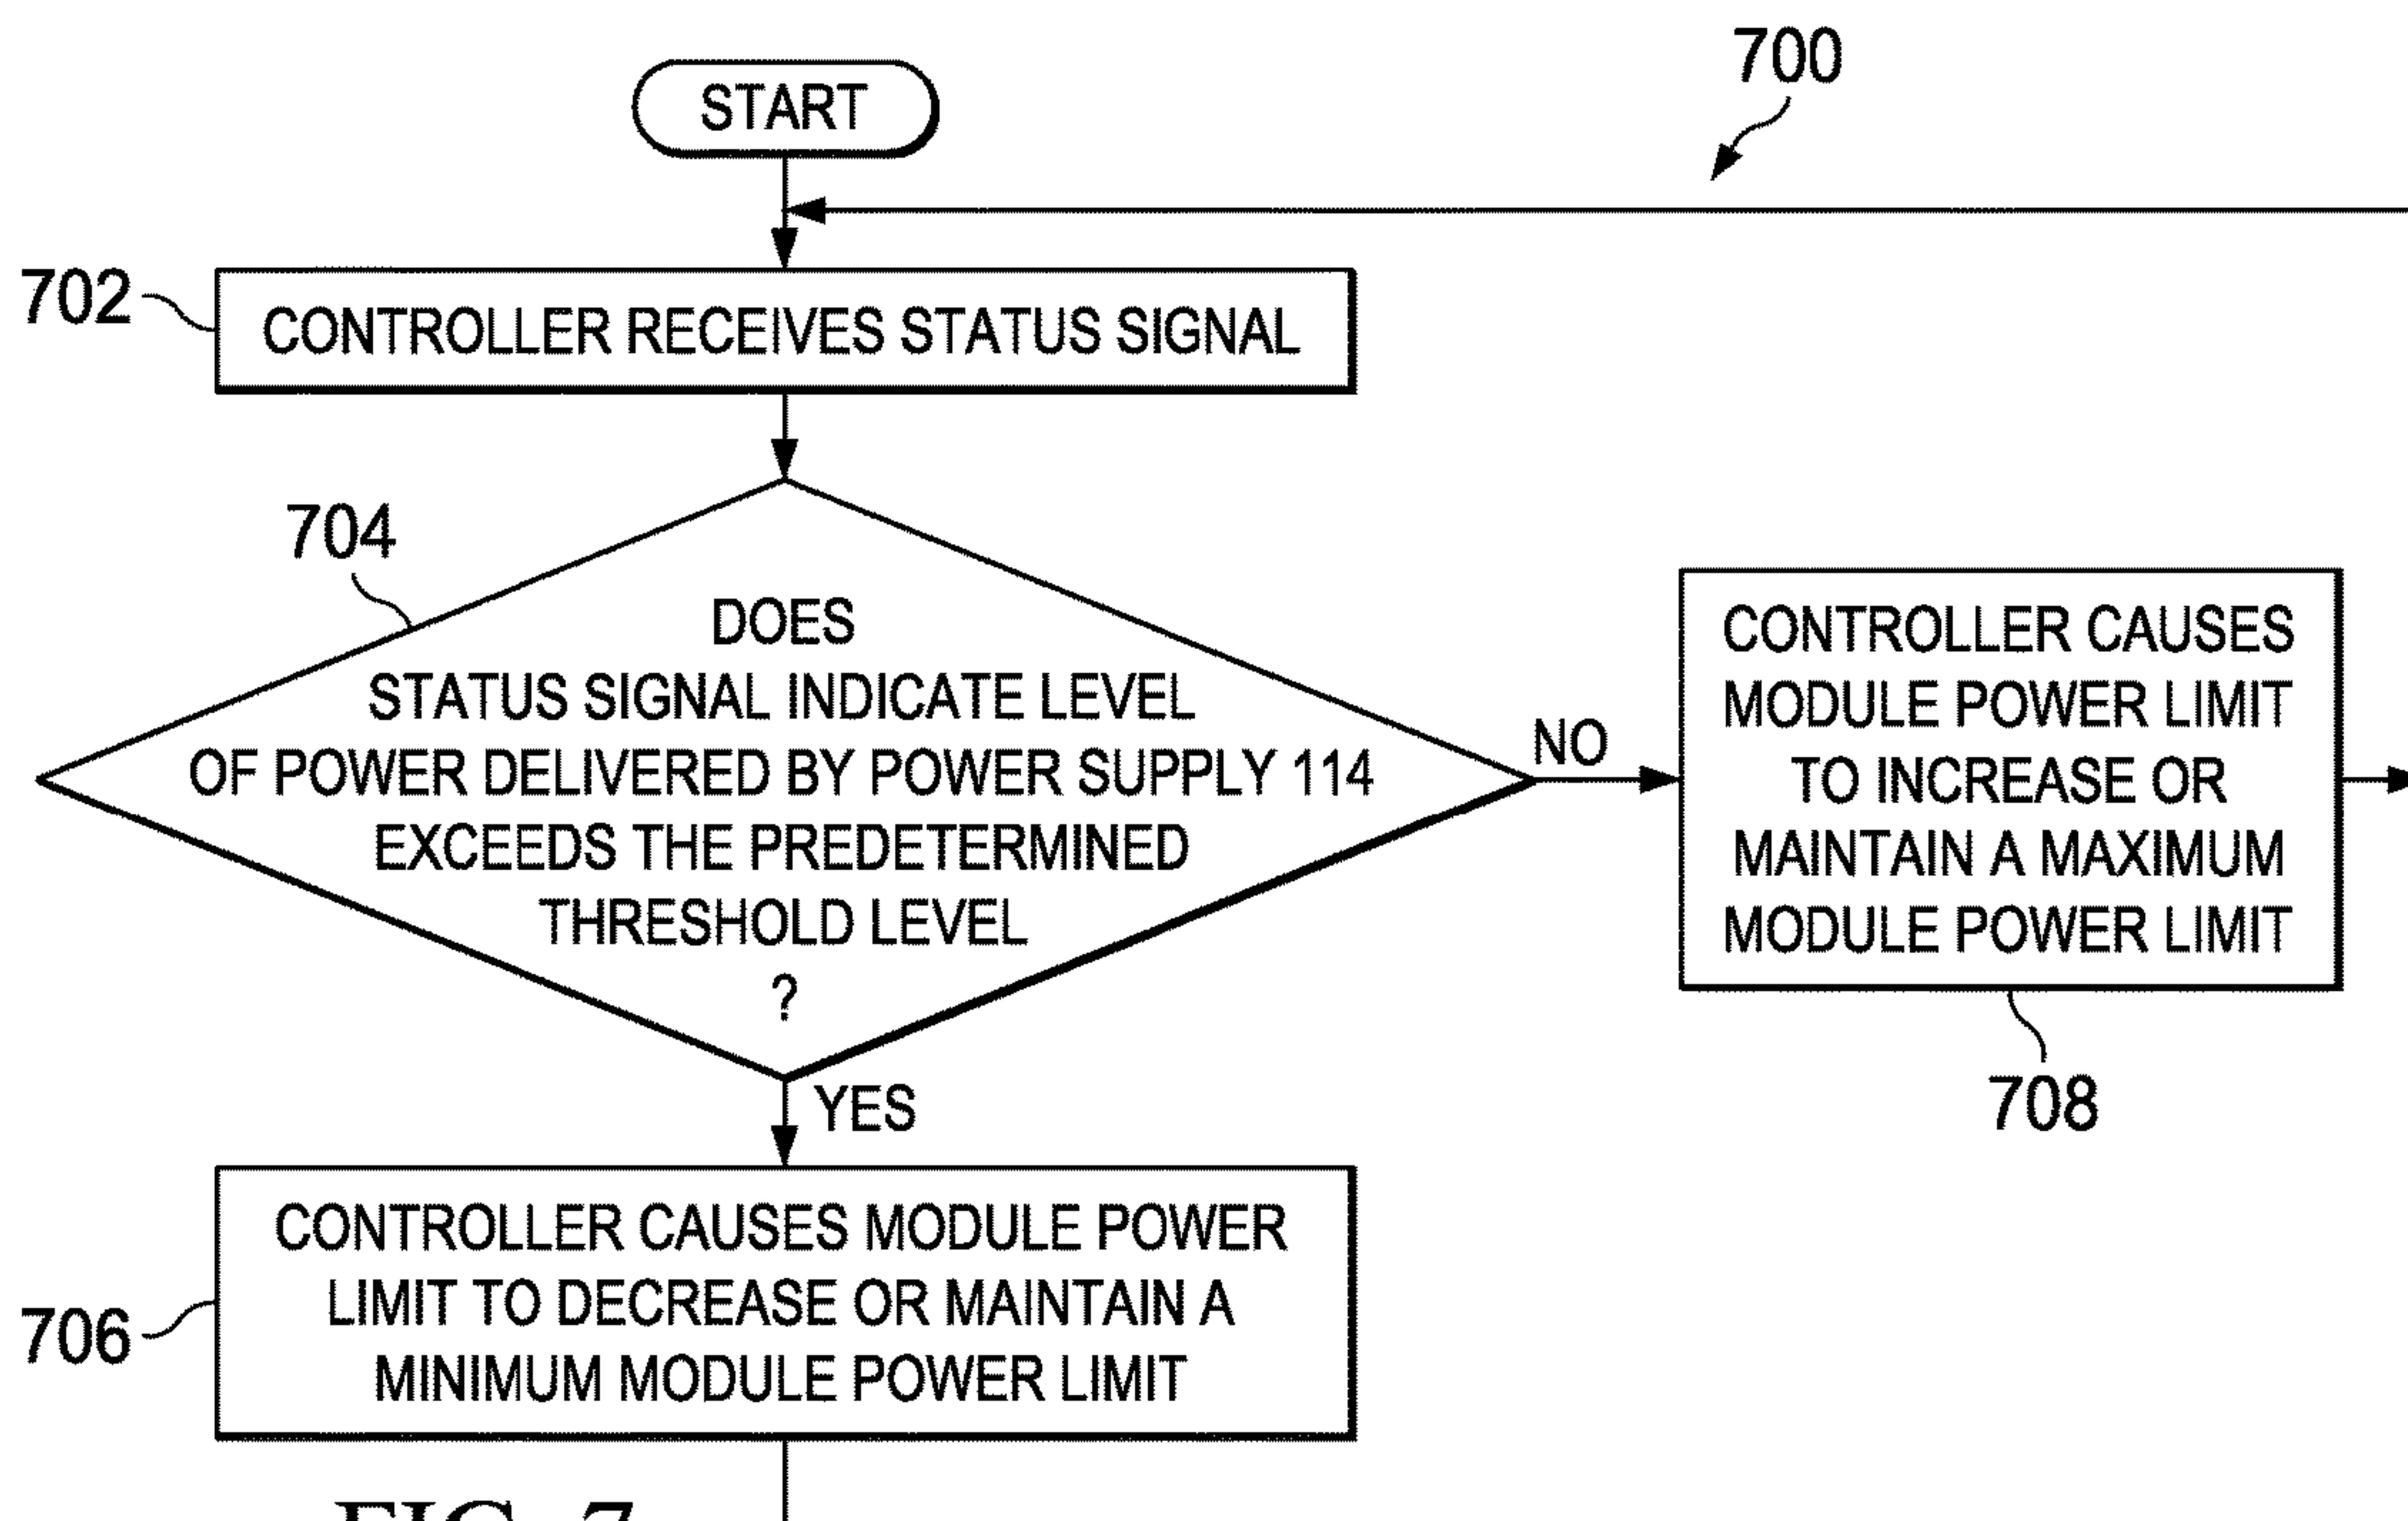 700
START
702
CONTROLLER RECEIVES STATUS SIGNAL
704
DOES
STATUS SIGNAL INDICATE LEVEL
OF POWER DELIVERED BY POWER SUPPLY 114
EXCEEDS THE PREDETERMINED
THRESHOLD LEVEL
?
NO
CONTROLLER CAUSES
MODULE POWER LIMIT
TO INCREASE OR
MAINTAIN A MAXIMUM
MODULE POWER LIMIT
708
YES
706
CONTROLLER CAUSES MODULE POWER
LIMIT TO DECREASE OR MAINTAIN A
MINIMUM MODULE POWER LIMIT
FIG. 7